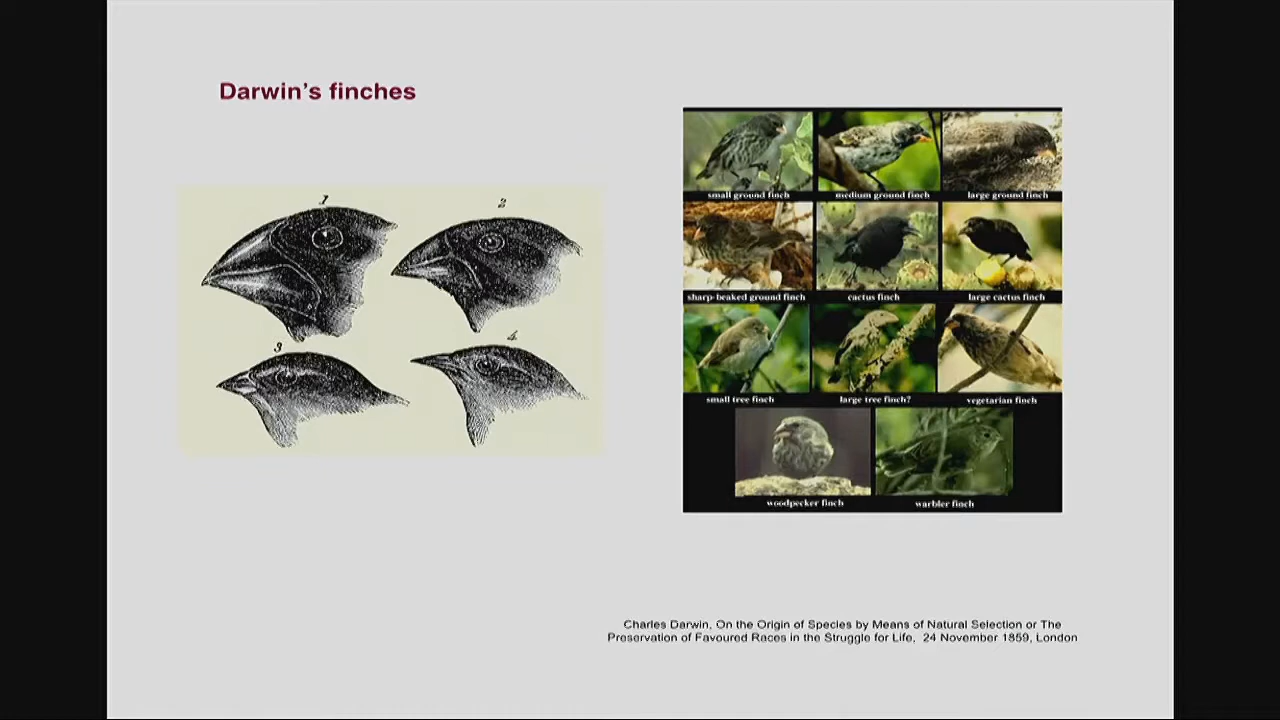 Darwin's finches
1
2
3
4
small ground finch
medium ground finch
large ground finch
sharp-beaked ground finch
cactus finch
large cactus finch
small tree finch
large tree finch?
vegetarian finch
woodpecker finch
warbler finch
Charles Darwin, On the Origin of Species by Means of Natural Selection or The
Preservation of Favoured Races in the Struggle for Life, 24 November 1859, London